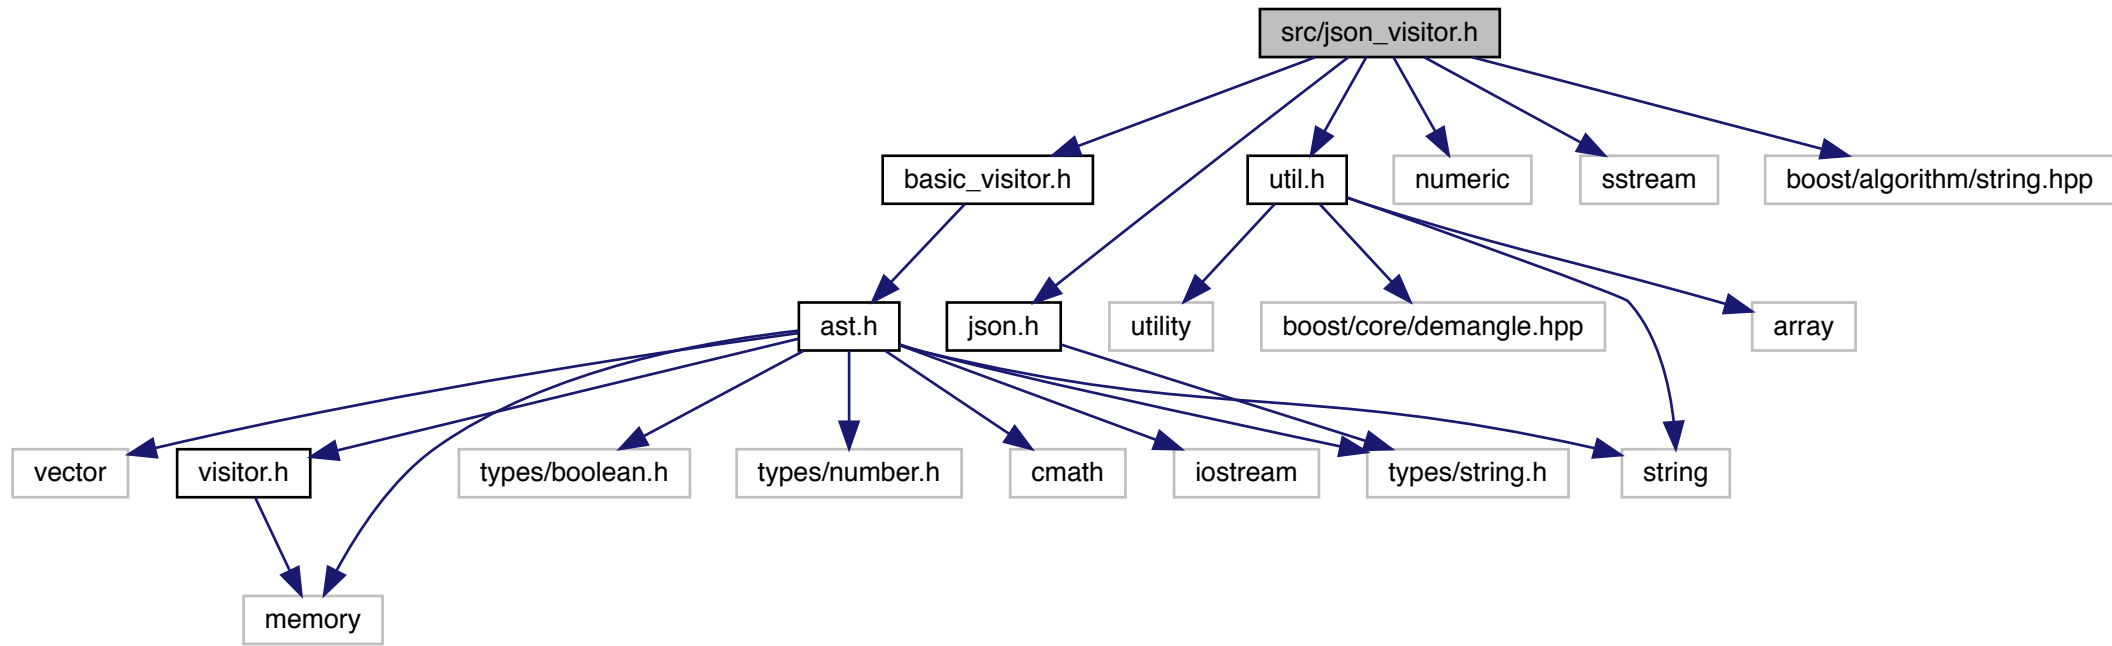 src/json_visitor.h
basic_visitor.h
util.h
numeric
sstream
boost/algorithm/string.hpp
ast.h
json.h
utility
boost/core/demangle.hpp
array
vector
visitor.h
types/boolean.h
types/number.h
cmath
iostream
types/string.h
string
memory